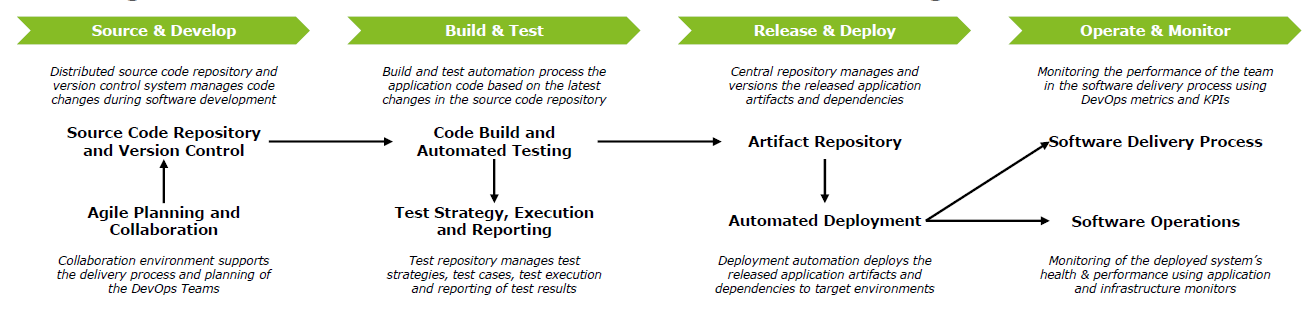 Source & Develop
Build & Test
Release & Deploy
Operate & Monitor
Distributed source code repository and
version control system manages code
changes during software development
Build and test automation process the
application code based on the latest
changes in the source code repository
Central repository manages and
versions the released application
artifacts and dependencies
Monitoring the performance of the team
in the software delivery process using
DevOps metrics and KPIs
Source Code Repository
and Version Control
Code Build and
Automated Testing
Artifact Repository
Software Delivery Process
Agile Planning and
Collaboration
Test Strategy, Execution
and Reporting
Automated Deployment
Software Operations
Collaboration environment supports
the delivery process and planning of
the DevOps Teams
Test repository manages test
strategies, test cases, test execution
and reporting of test results
Deployment automation deploys the
released application artifacts and
dependencies to target environments
Monitoring of the deployed system's
health & performance using application
and infrastructure monitors